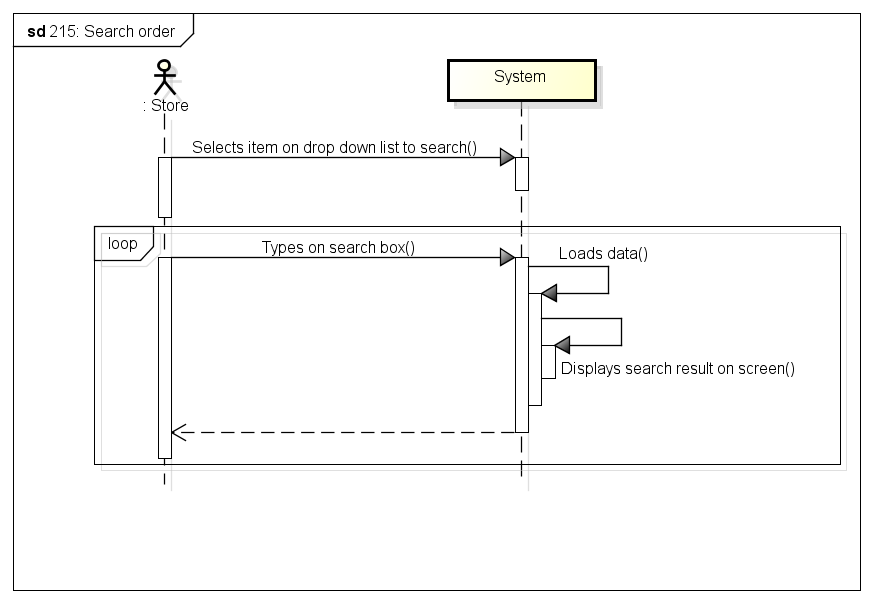 sd 215: Search order
System
: Store
Selects item on drop down list to search()
loop
Types on search box()
Loads data()
Displays search result on screen()